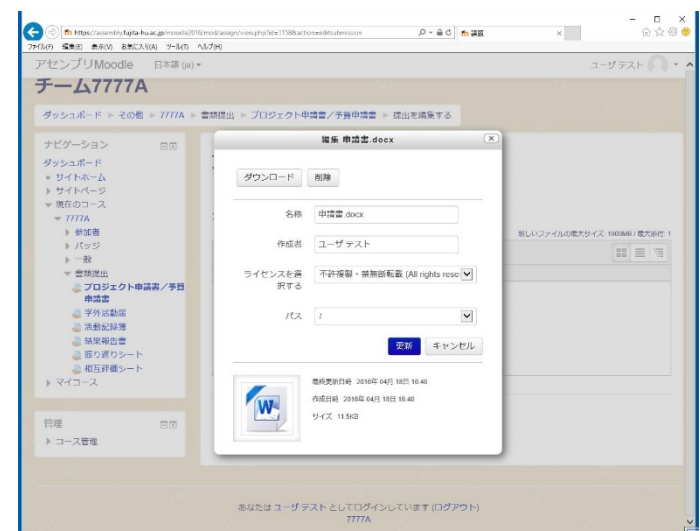 https://assembly.fujita-hu.ac.jp/moodle2016/mod/assign/view.php?id=1158&action=editsubmission
課題
ファイル(F) 編集(E) 表示(V) お気に入り(A) ツール(T) ヘルプ(H)
アセンブリMoodle 日本語 (ja)
ユーザ テスト
チーム7777A
ダッシュボード ▶ その他 ▶ 7777A ▶ 書類提出 ▶ プロジェクト申請書/予算申請書 ▶ 提出を編集する
ナビゲーション
ダッシュボード
サイトホーム
サイトページ
現在のコース
7777A
参加者
バッジ
一般
書類提出
プロジェクト申請書/予算
申請書
学外活動届
活動記録簿
結果報告書
振り返りシート
相互評価シート
マイコース
管理
コース管理
編集 申請書.docx
ダウンロード 削除
名称 申請書.docx
作成者 ユーザ テスト
ライセンスを選
択する
不許複製・禁無断転載 (All rights rese
パス /
更新 キャンセル
最終更新日時 2016年 04月 18日 16:40
作成日時 2016年 04月 18日 16:40
サイズ 11.5KB
新しいファイルの最大サイズ: 1000MB / 最大添付: 1
あなたは ユーザ テスト としてログインしています (ログアウト)
7777A